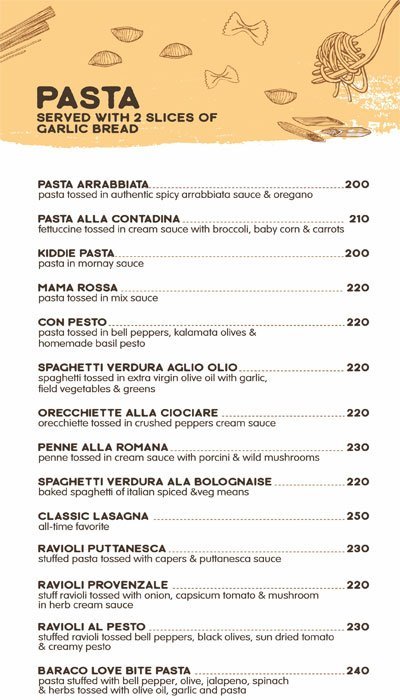 PASTA
SERVED WITH 2 SLICES OF
GARLIC BREAD
PASTA ARRABBIATA 200
pasta tossed in authentic spicy arrabbiata sauce & oregano
PASTA ALLA CONTADINA 210
fettuccine tossed in cream sauce with broccoli, baby corn & carrots
KIDDIE PASTA 200
pasta in mornay sauce
MAMA ROSSA 220
pasta tossed in mix sauce
CON PESTO 220
pasta tossed in bell peppers, kalamata olives &
homemade basil pesto
SPAGHETTI VERDURA AGLIO OLIO 220
spaghetti tossed in extra virgin olive oil with garlic,
field vegetables & greens
ORECCHIETTE ALLA CIOCIARE 220
orecchiette tossed in crushed peppers cream sauce
PENNE ALLA ROMANA 230
penne tossed in cream sauce with porcini & wild mushrooms
SPAGHETTI VERDURA ALA BOLOGNAISE 220
baked spaghetti of italian spiced &veg means
CLASSIC LASAGNA 250
all-time favorite
RAVIOLI PUTTANESCA 230
stuffed pasta tossed with capers & puttanesca sauce
RAVIOLI PROVENZALE 220
stuff ravioli tossed with onion, capsicum tomato & mushroom
in herb cream sauce
RAVIOLI AL PESTO 230
stuffed ravioli tossed bell peppers, black olives, sun dried tomato
& creamy pesto
BARACO LOVE BITE PASTA 240
pasta stuffed with bell pepper, olive, jalapeno, spinach
& herbs tossed with olive oil, garlic and pasta